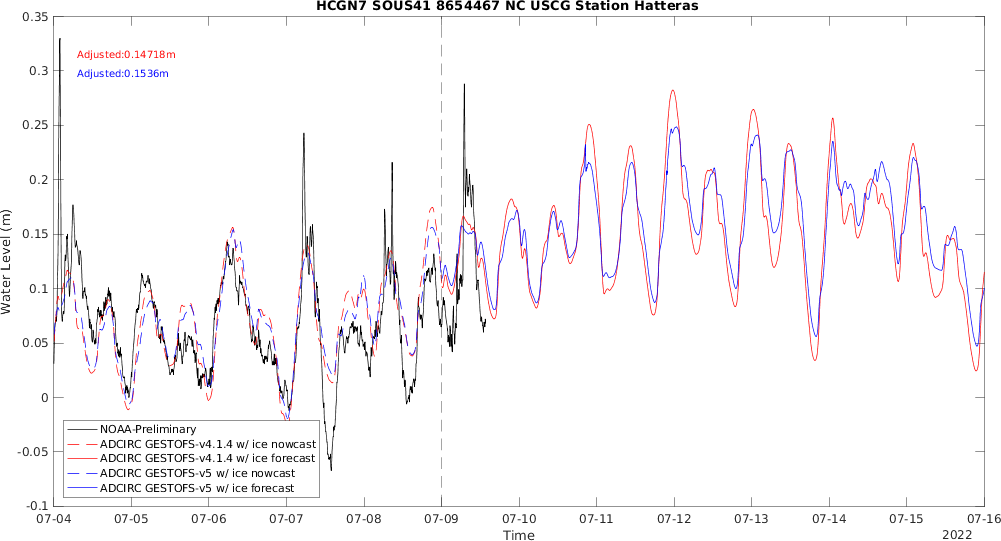 HCGN7 SOUS41 8654467 NC USCG Station Hatteras
0.35
0.3
0.25
0.2
0.15
0.1
0.05
0
-0.05
-0.1
Water Level (m)
Adjusted:0.14718m
Adjusted:0.1536m
NOAA-Preliminary
ADCIRC GESTOFS-v4.1.4 w/ ice nowcast
ADCIRC GESTOFS-v4.1.4 w/ ice forecast
ADCIRC GESTOFS-v5 w/ ice nowcast
ADCIRC GESTOFS-v5 w/ ice forecast
07-04 07-05 07-06 07-07 07-08 07-09 07-10 07-11 07-12 07-13 07-14 07-15 07-16
Time
2022